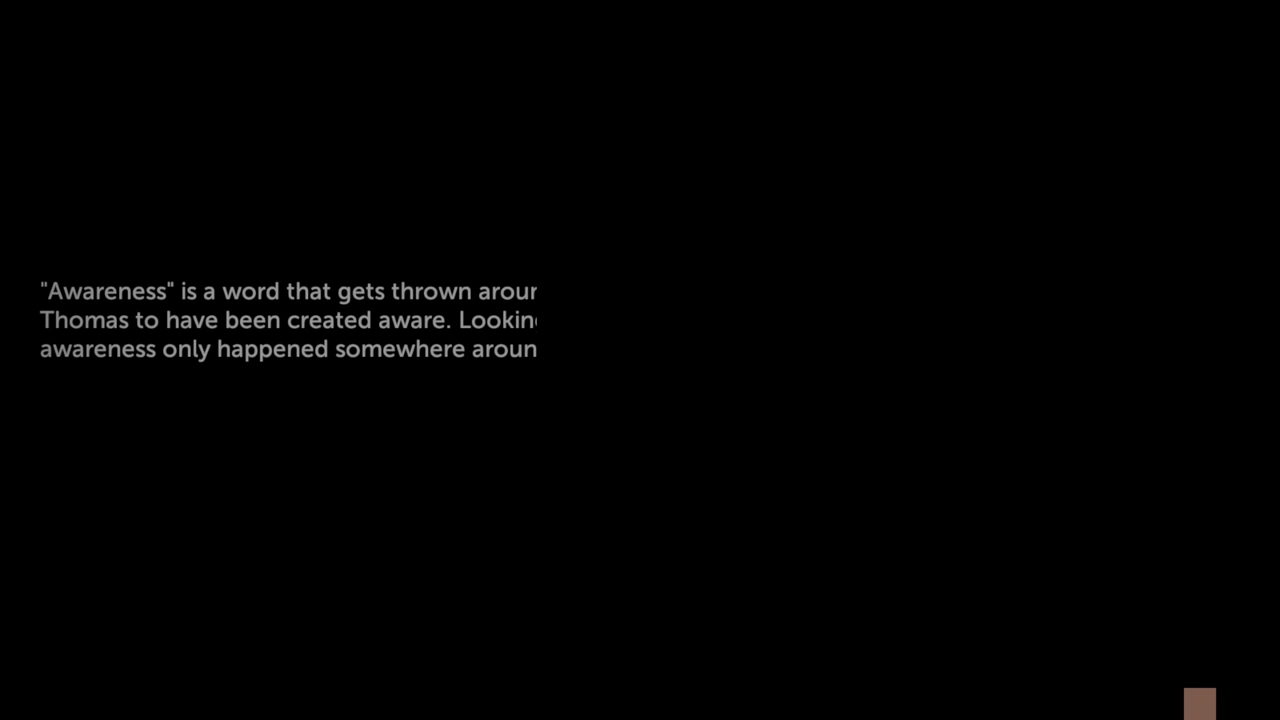 "Awareness" is a word that gets thrown
Thomas to have been created aware.
awareness only happened somewhere